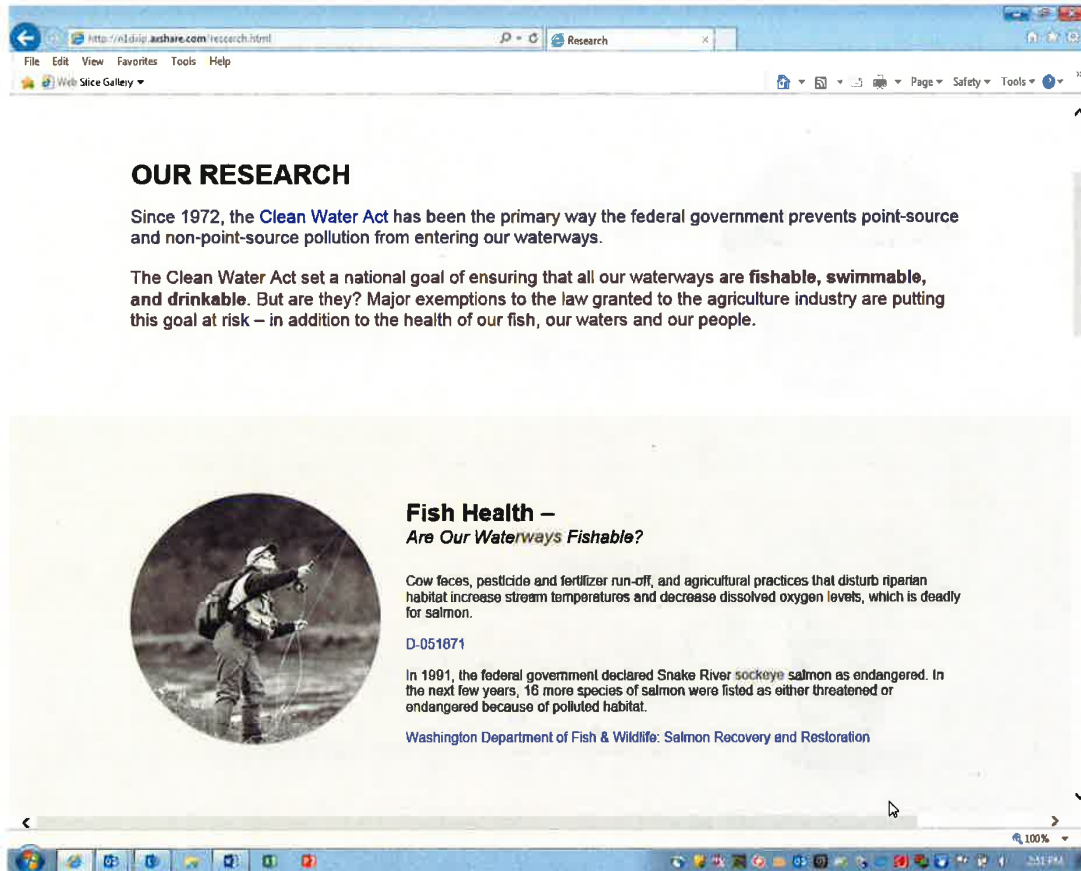 Research
File Edit View Favorites Tools Help
Web Slice Gallery
Page Safety Tools
OUR RESEARCH
Since 1972, the Clean Water Act has been the primary way the federal government prevents point-source
and non-point-source pollution from entering our waterways.
The Clean Water Act set a national goal of ensuring that all our waterways are fishable, swimmable,
and drinkable. But are they? Major exemptions to the law granted to the agriculture industry are putting
this goal at risk – in addition to the health of our fish, our waters and our people.
Fish Health –
Are Our Waterways Fishable?
Cow feces, pesticide and fertilizer run-off, and agricultural practices that disturb riparian
habitat increase stream temperatures and decrease dissolved oxygen levels, which is deadly
for salmon.
D-051871
In 1991, the federal government declared Snake River sockeye salmon as endangered. In
the next few years, 16 more species of salmon were listed as either threatened or
endangered because of polluted habitat.
Washington Department of Fish & Wildlife: Salmon Recovery and Restoration
100%
2:51 PM